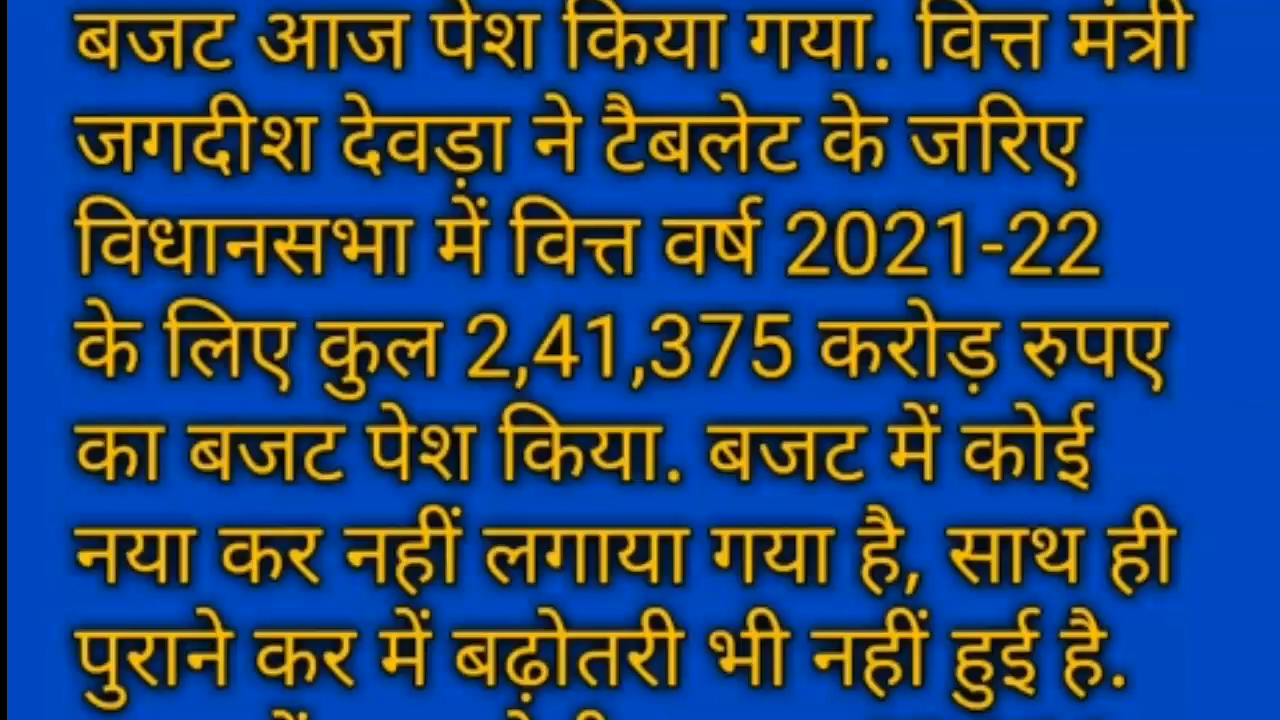 बजट आज पेश किया गया. वित्त मंत्री
जगदीश देवड़ा ने टैबलेट के जरिए
विधानसभा में वित्त वर्ष 2021-22
के लिए कुल 2,41,375 करोड़ रुपए
का बजट पेश किया. बजट में कोई
नया कर नहीं लगाया गया है, साथ ही
पुराने कर में बढ़ोतरी भी नहीं हुई है.